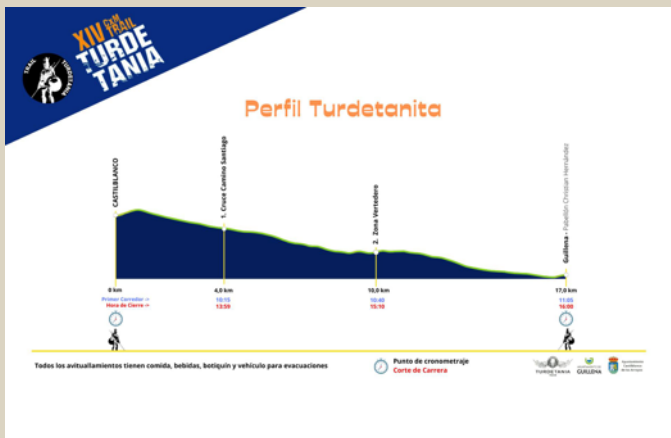 XIV CxM
TRAIL
TURDE
TANIA
TRAIL TURDETANIA
Perfil Turdetanita
CASTILBLANCO
1. Cruce Camino Santiago
2. Zona Vertedero
Guillena - Pabellón Christian Hernández
0 km 4,0 km 10,0 km 17,0 km
Primer Corredor -> 10:15 10:40 11:05
Hora de Cierre -> 13:59 15:10 16:00
Todos los avituallamientos tienen comida, bebidas, botiquín y vehículo para evacuaciones
Punto de cronometraje
Corte de Carrera
TURDETANIA
GUILLENA
Ayuntamiento